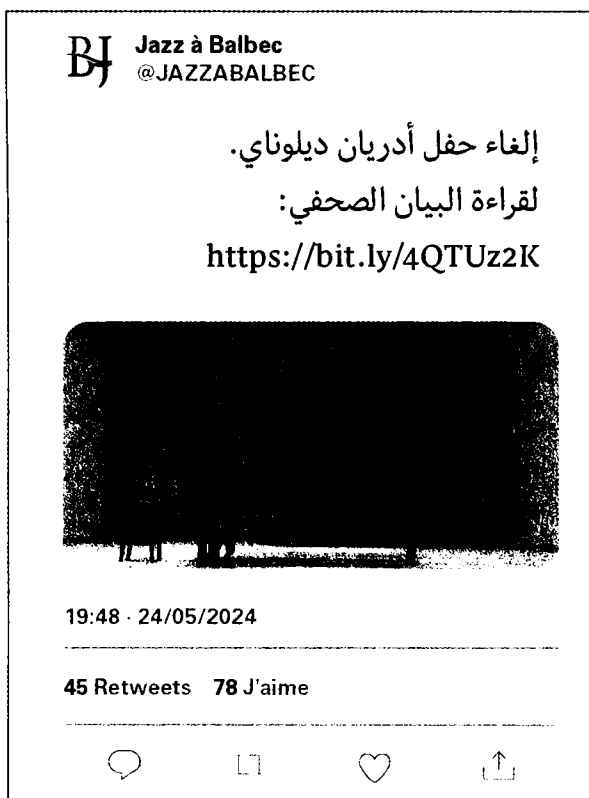 BJ
Jazz à Balbec
@JAZZABALBEC
إلغاء حفل أدريان ديلوناي.
لقراءة البيان الصحفي:
https://bit.ly/4QTUz2K
19:48 · 24/05/2024
45 Retweets 78 J'aime